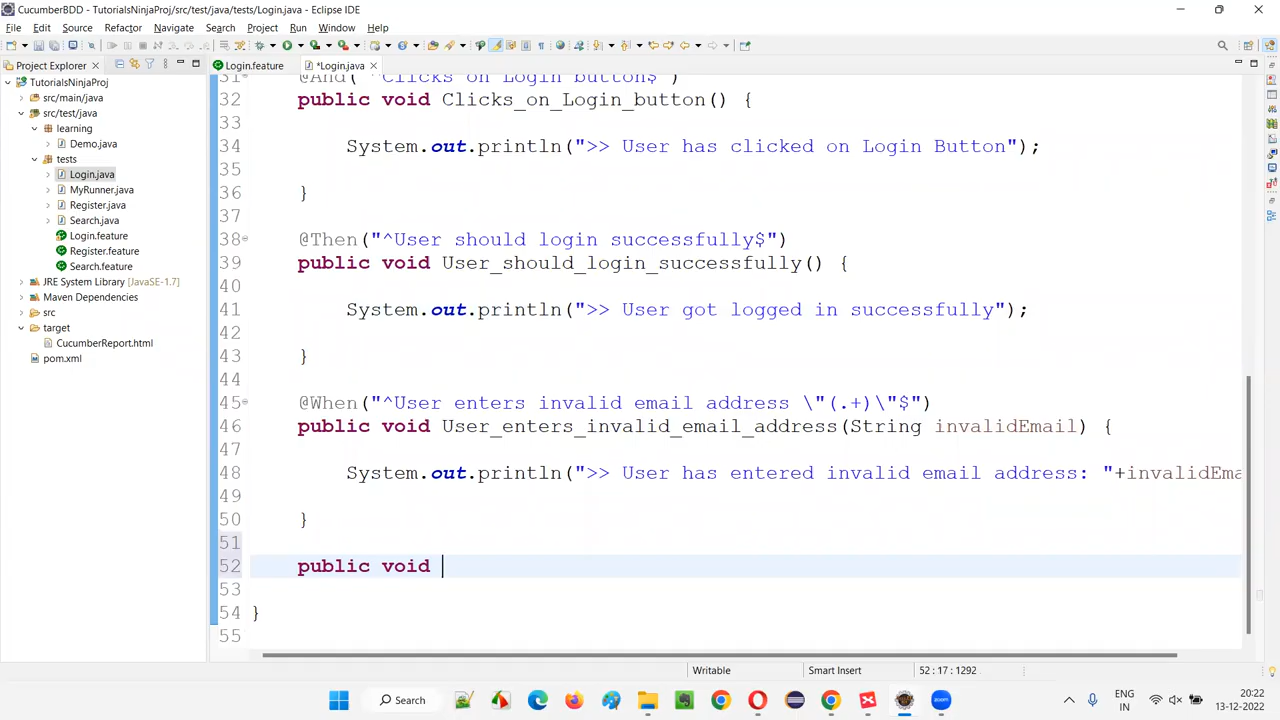 CucumberBDD - TutorialsNinjaProj/src/test/java/tests/Login.java - Eclipse IDE
File Edit Source Refactor Navigate Search Project Run Window Help
Project Explorer
Login.feature
*Login.java
TutorialsNinjaProj
src/main/java
src/test/java
learning
Demo.java
tests
Login.java
MyRunner.java
Register.java
Search.java
Login.feature
Register.feature
Search.feature
JRE System Library [JavaSE-1.7]
Maven Dependencies
src
target
CucumberReport.html
pom.xml
31 @And("^Clicks on Login button$")
32 public void Clicks_on_Login_button() {
33
34 System.out.println(">> User has clicked on Login Button");
35
36 }
37
38 @Then("^User should login successfully$")
39 public void User_should_login_successfully() {
40
41 System.out.println(">> User got logged in successfully");
42
43 }
44
45 @When("^User enters invalid email address \"(.+)\"$")
46 public void User_enters_invalid_email_address(String invalidEmail) {
47
48 System.out.println(">> User has entered invalid email address: "+invalidEma
49
50 }
51
52 public void
53
54 }
55
Writable
Smart Insert
52 : 17 : 1292
Search
ENG
IN
20:22
13-12-2022